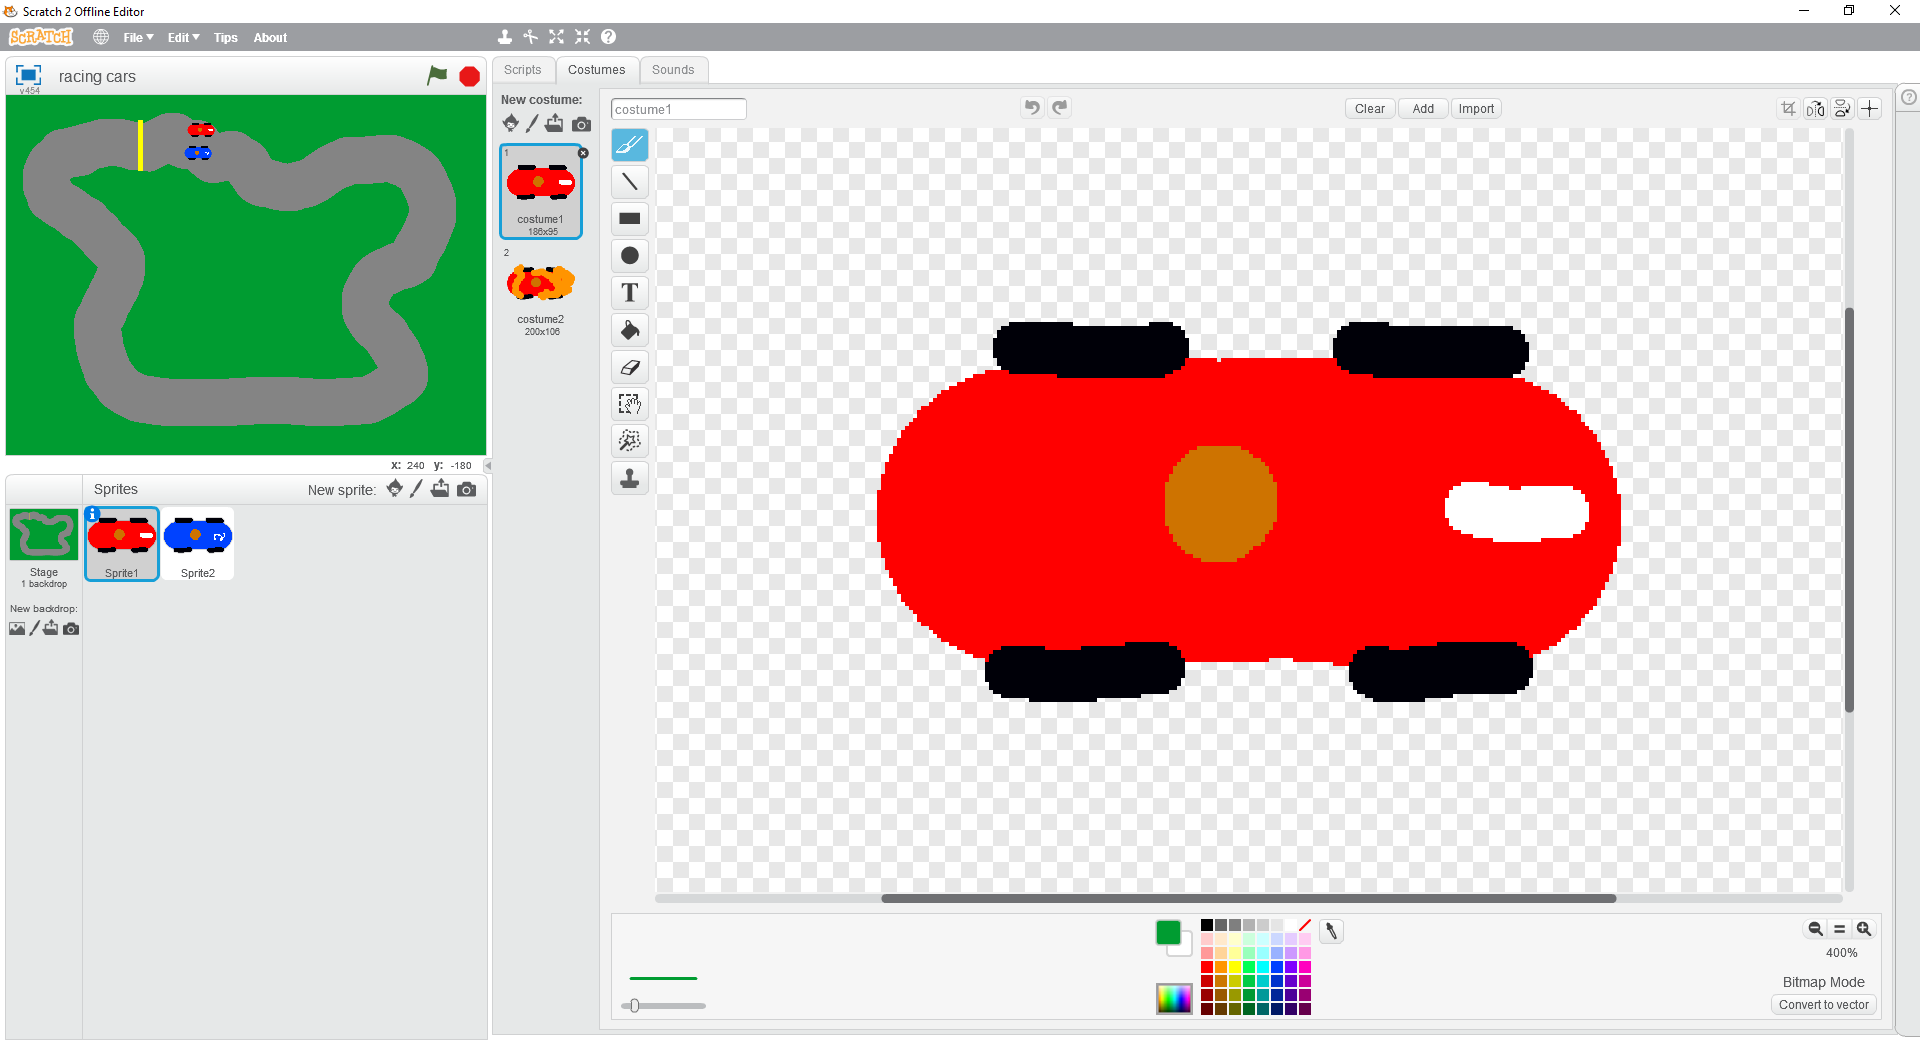 Scratch 2 Offline Editor
SCRATCH File Edit Tips About
racing cars
v454
Scripts Costumes Sounds
New costume:
costume1
Clear Add Import
1
costume1
186x95
2
costume2
200x106
T
x: 240 y: -180
Sprites New sprite:
Stage
1 backdrop
Sprite1
Sprite2
New backdrop:
400%
Bitmap Mode
Convert to vector